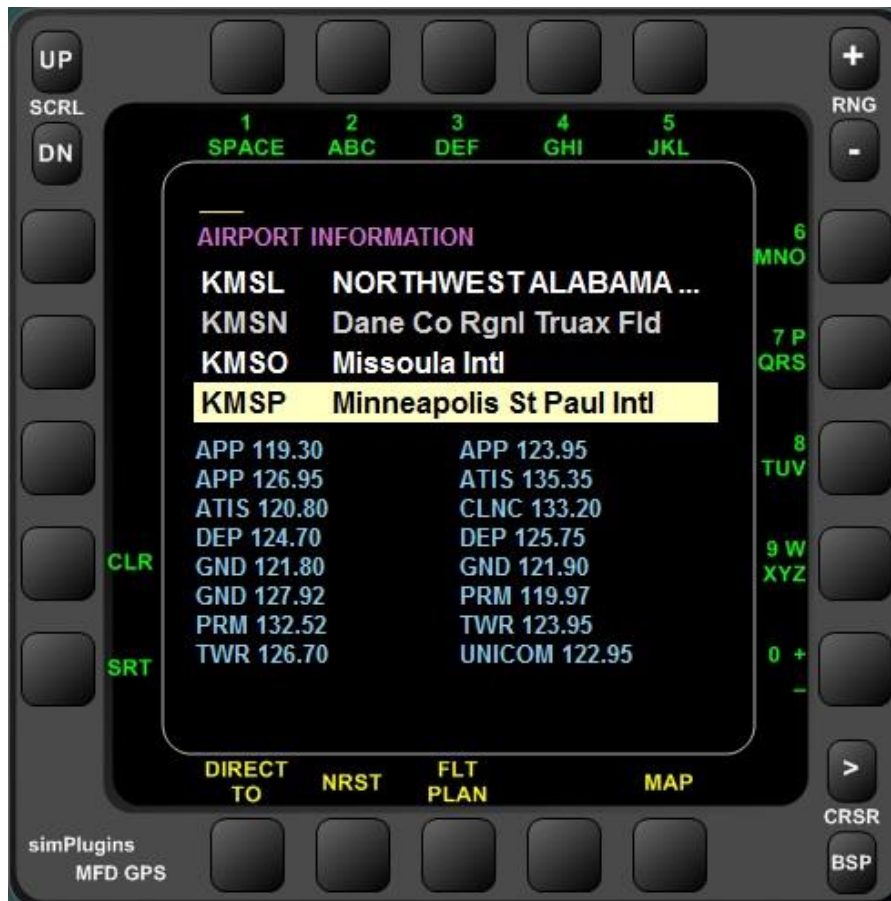 UP
SCRL
DN
+
RNG
-
1 2 3 4 5
SPACE ABC DEF GHI JKL
AIRPORT INFORMATION
KMSL NORTHWEST ALABAMA ...
KMSN Dane Co Rgnl Truax Fld
KMSO Missoula Intl
KMSP Minneapolis St Paul Intl
APP 119.30 APP 123.95
APP 126.95 ATIS 135.35
ATIS 120.80 CLNC 133.20
DEP 124.70 DEP 125.75
GND 121.80 GND 121.90
GND 127.92 PRM 119.97
PRM 132.52 TWR 123.95
TWR 126.70 UNICOM 122.95
6
MNO
7 P
QRS
8
TUV
9 W
XYZ
0 +
–
CLR
SRT
DIRECT TO
NRST
FLT PLAN
MAP
>
CRSR
BSP
simPlugins
MFD GPS